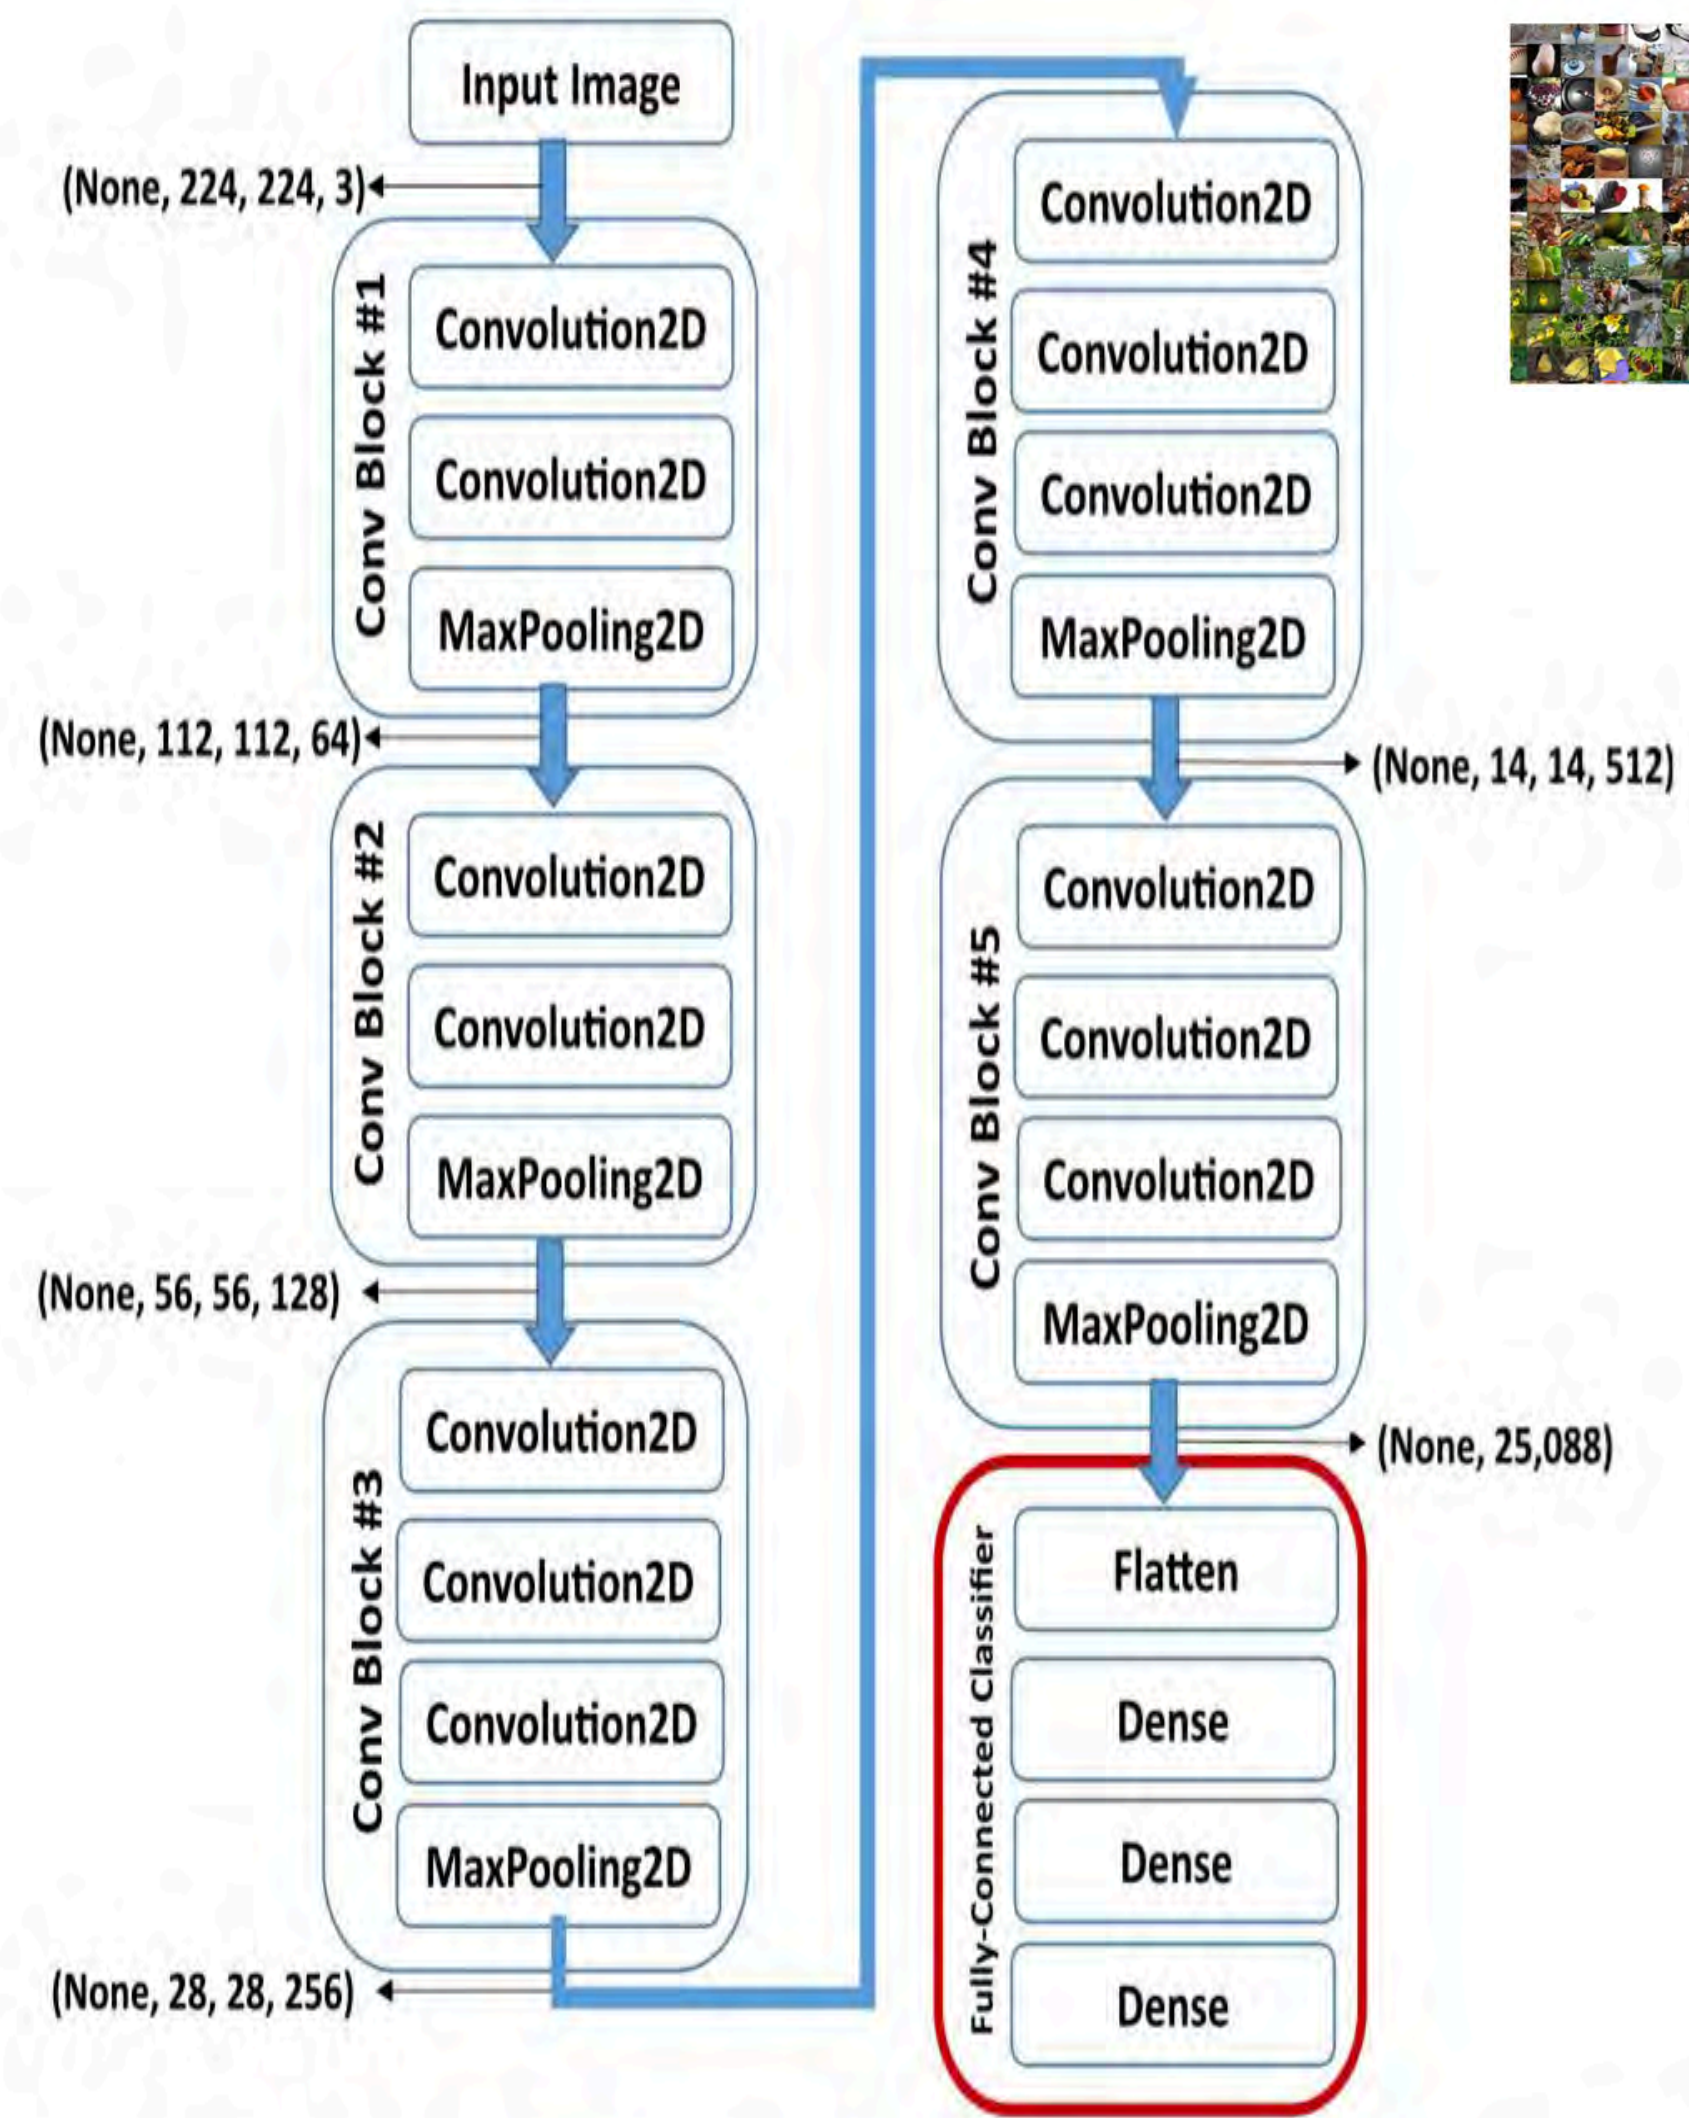 Input Image
(None, 224, 224, 3)
Conv Block #1
Convolution2D
Convolution2D
MaxPooling2D
(None, 112, 112, 64)
Conv Block #2
Convolution2D
Convolution2D
MaxPooling2D
(None, 56, 56, 128)
Conv Block #3
Convolution2D
Convolution2D
Convolution2D
MaxPooling2D
(None, 28, 28, 256)
Conv Block #4
Convolution2D
Convolution2D
Convolution2D
MaxPooling2D
(None, 14, 14, 512)
Conv Block #5
Convolution2D
Convolution2D
Convolution2D
MaxPooling2D
(None, 25,088)
Fully-Connected Classifier
Flatten
Dense
Dense
Dense